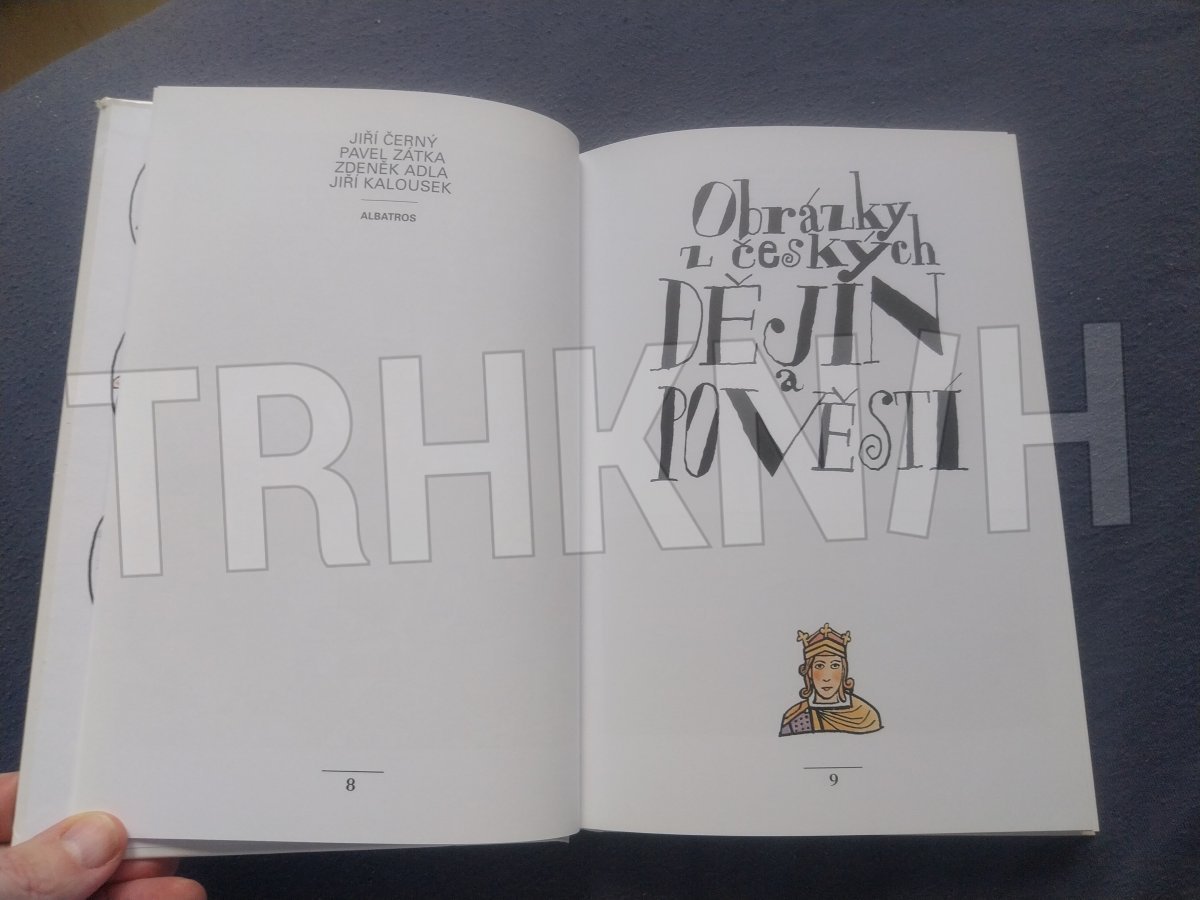 JIŘÍ ČERNÝ
PAVEL ZÁTKA
ZDENĚK ADLA
JIŘÍ KALOUSEK
ALBATROS
8
Obrázky
z českých
DĚJIN
a
POVĚSTÍ
9
TRHKNIH